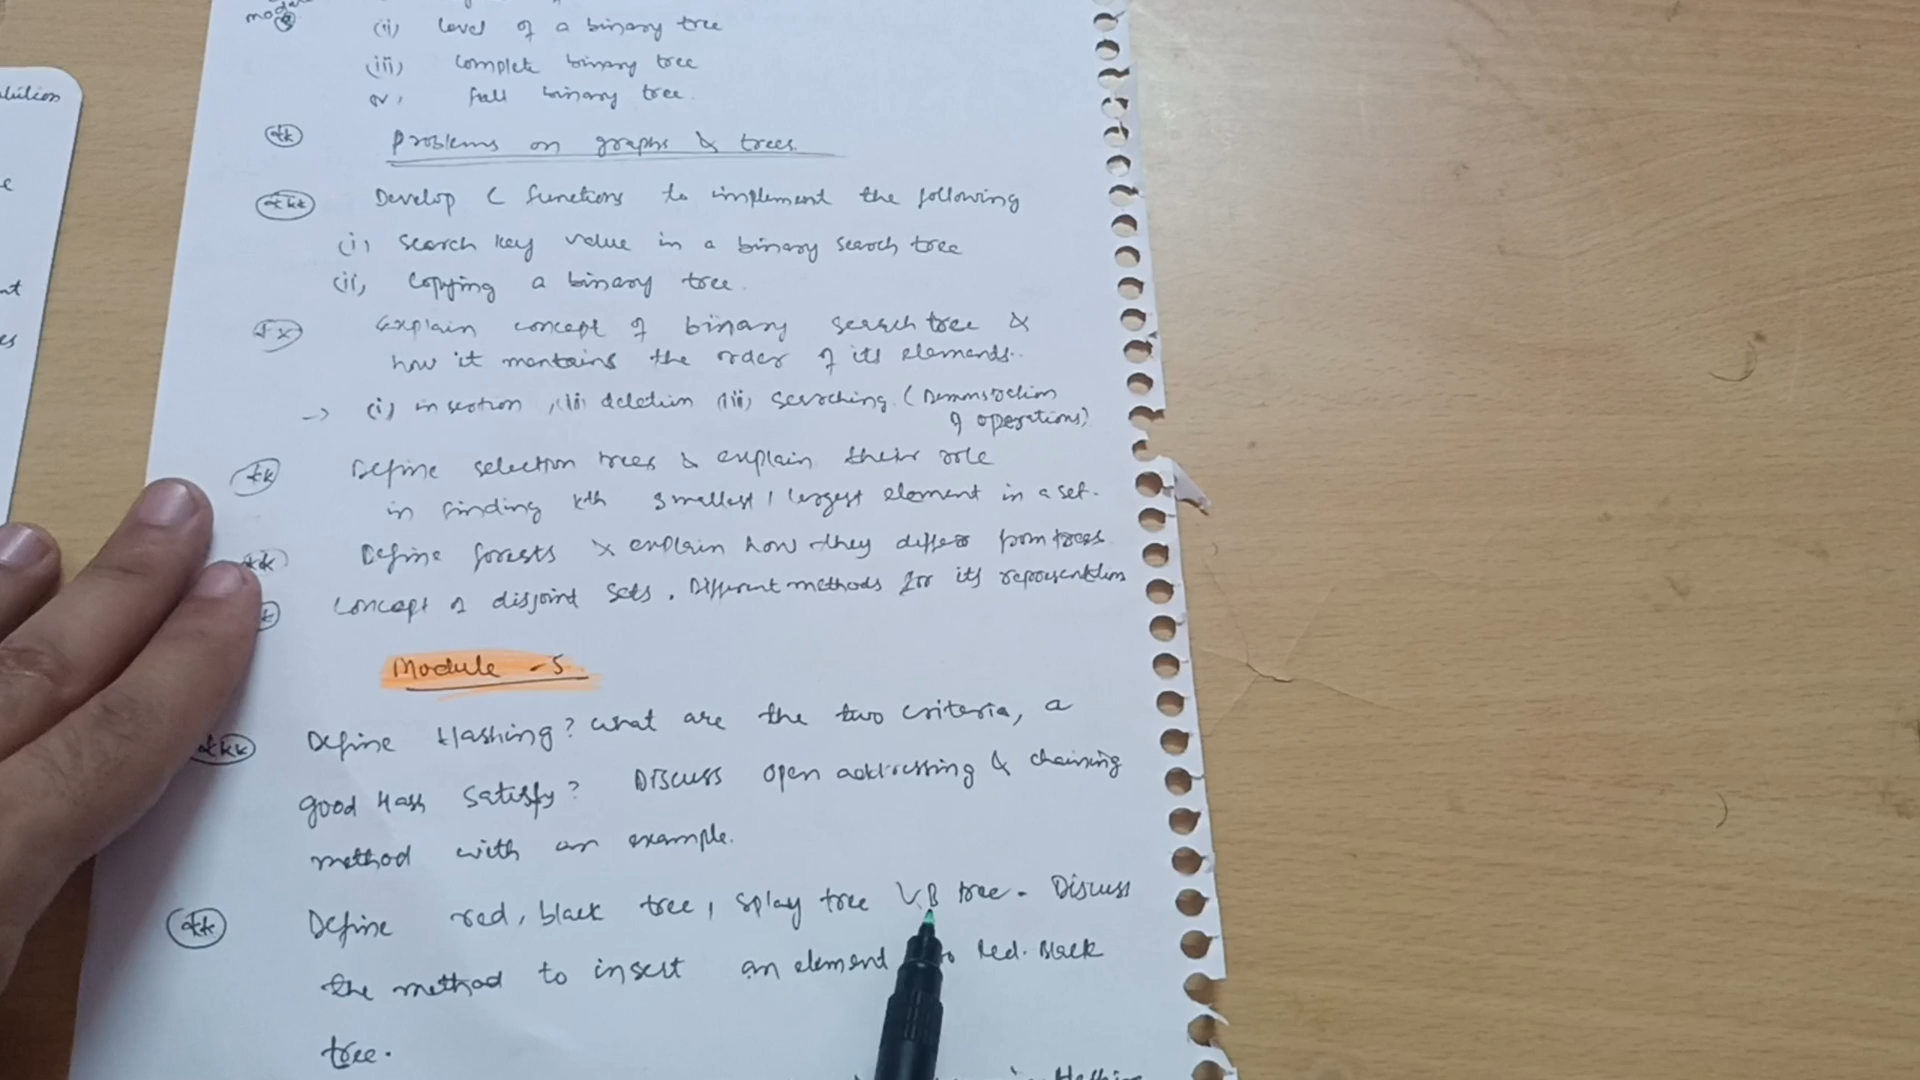 (ii) level of a binary tree
(iii) complete binary tree
full binary tree.
Problems on graphs & trees.
Develop C functions to implement the following
(i) search key value in a binary search tree
(ii) Copying a binary tree.
Explain concept of binary search tree &
how it mantains the order of its elements.
→ (i) insertion, (ii) deletion (iii) searching. (Demonstration
of operations)
Define selection trees & explain their role
in finding kth smallest / largest element in a set.
Define forests & explain how they differ from trees
Concept of disjoint sets. Different methods for its representation
Module - 5
Define Hashing? what are the two criteria, a
good Hash satisfy? Discuss open addressing & chaining
method with an example.
Define red, black tree, splay tree & B tree. Discuss
the method to insert an element Red. Black
tree.
Hashing